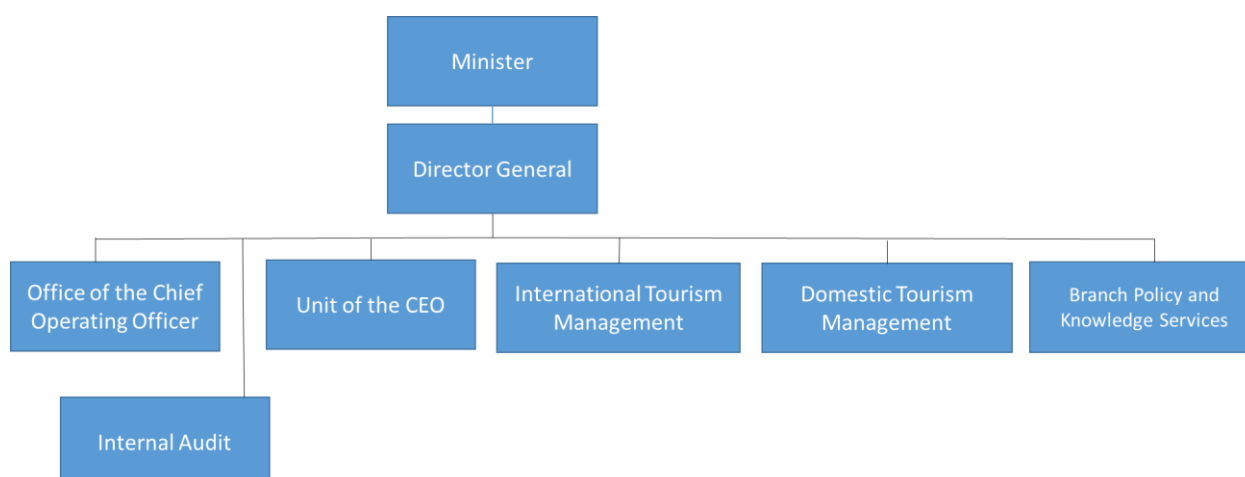 Minister
Director General
Office of the Chief
Operating Officer
Unit of the CEO
International Tourism
Management
Domestic Tourism
Management
Branch Policy and
Knowledge Services
Internal Audit